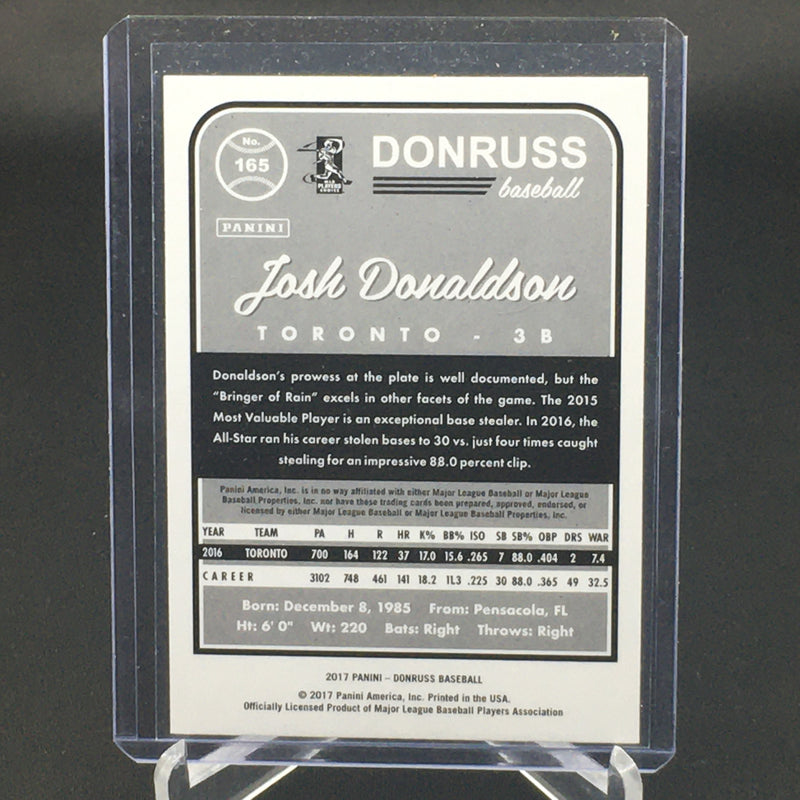 No.
165
MLB
PLAYERS
CHOICE
DONRUSS
baseball
PANINI
Josh Donaldson
TORONTO - 3B
Donaldson's prowess at the plate is well documented, but the
"Bringer of Rain" excels in other facets of the game. The 2015
Most Valuable Player is an exceptional base stealer. In 2016, the
All-Star ran his career stolen bases to 30 vs. just four times caught
stealing for an impressive 88.0 percent clip.
Panini America, Inc. is in no way affiliated with either Major League Baseball or Major League
Baseball Properties, Inc. nor have these trading cards been prepared, approved, endorsed, or
licensed by either Major League Baseball or Major League Baseball Properties, Inc.
YEAR TEAM PA H R HR K% BB% ISO SB SB% OBP DRS WAR
2016 TORONTO 700 164 122 37 17.0 15.6 .265 7 88.0 .404 2 7.4
CAREER 3102 748 461 141 18.2 11.3 .225 30 88.0 .365 49 32.5
Born: December 8, 1985 From: Pensacola, FL
Ht: 6' 0" Wt: 220 Bats: Right Throws: Right
2017 PANINI – DONRUSS BASEBALL
© 2017 Panini America, Inc. Printed in the USA.
Officially Licensed Product of Major League Baseball Players Association